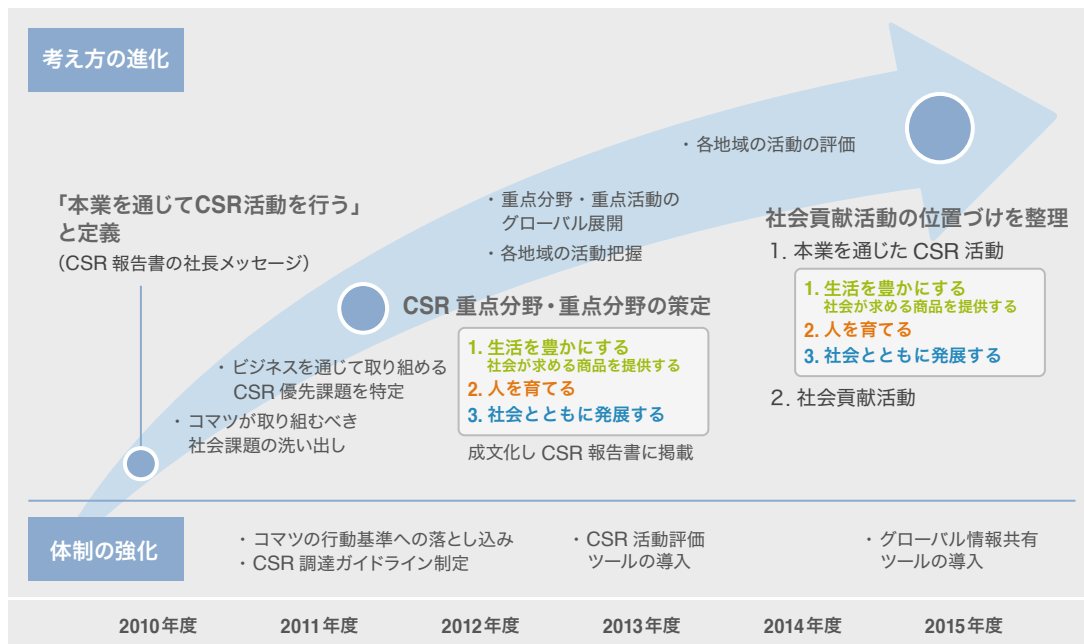 考え方の進化
「本業を通じてCSR活動を行う」
と定義
(CSR 報告書の社長メッセージ)
・コマツが取り組むべき
社会課題の洗い出し
・ビジネスを通じて取り組める
CSR 優先課題を特定
CSR 重点分野・重点分野の策定
1. 生活を豊かにする
社会が求める商品を提供する
2. 人を育てる
3. 社会とともに発展する
成文化し CSR 報告書に掲載
・重点分野・重点活動の
グローバル展開
・各地域の活動把握
・各地域の活動の評価
社会貢献活動の位置づけを整理
1. 本業を通じた CSR 活動
1. 生活を豊かにする
社会が求める商品を提供する
2. 人を育てる
3. 社会とともに発展する
2. 社会貢献活動
体制の強化
・コマツの行動基準への落とし込み
・CSR 調達ガイドライン制定
・CSR 活動評価
ツールの導入
・グローバル情報共有
ツールの導入
2010年度 2011年度 2012年度 2013年度 2014年度 2015年度